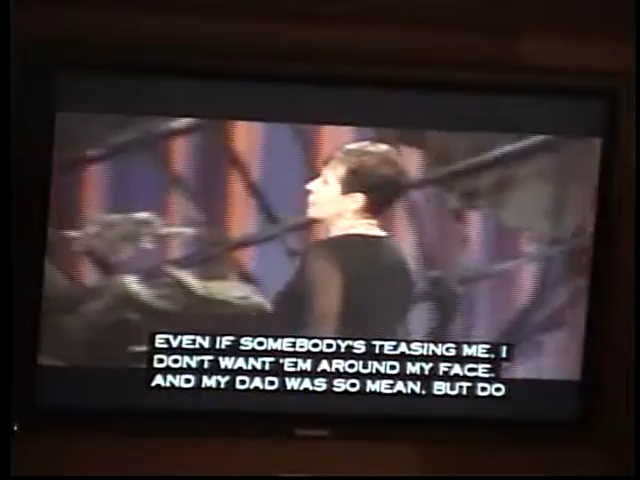 EVEN IF SOMEBODY'S TEASING ME. I
DON'T WANT 'EM AROUND MY FACE.
AND MY DAD WAS SO MEAN. BUT DO